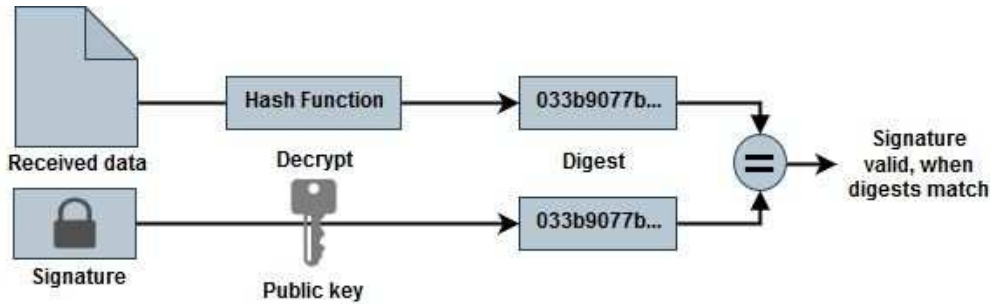 Hash Function
033b9077b...
Received data
Decrypt
Digest
Signature
valid, when
digests match
033b9077b...
Signature
Public key